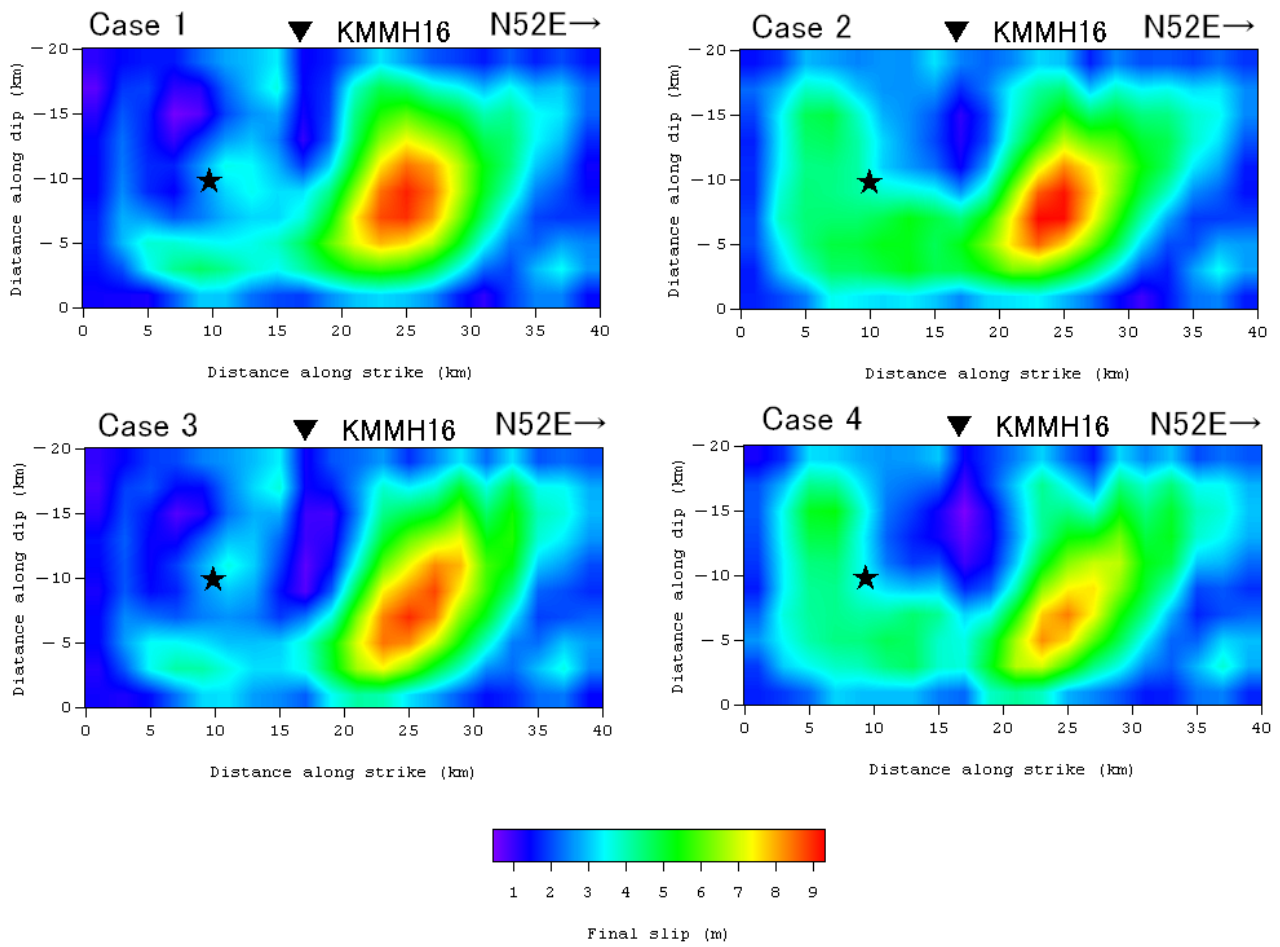 Case 1 ▼ KMMH16 N52E→
Diatance along dip (km)
−20
−15
−10
−5
0
0 5 10 15 20 25 30 35 40
Distance along strike (km)
Case 2 ▼ KMMH16 N52E→
Diatance along dip (km)
−20
−15
−10
−5
0
0 5 10 15 20 25 30 35 40
Distance along strike (km)
Case 3 ▼ KMMH16 N52E→
Diatance along dip (km)
−20
−15
−10
−5
0
0 5 10 15 20 25 30 35 40
Distance along strike (km)
Case 4 ▼ KMMH16 N52E→
Diatance along dip (km)
−20
−15
−10
−5
0
0 5 10 15 20 25 30 35 40
Distance along strike (km)
1 2 3 4 5 6 7 8 9
Final slip (m)